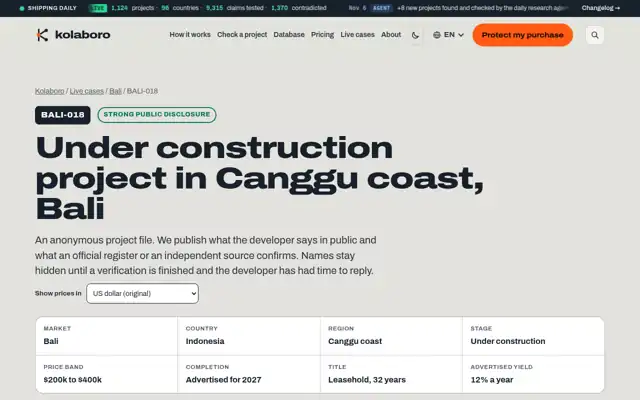 SHIPPING DAILY
LIVE 1,124 projects · 96 countries · 9,315 claims tested · 1,370 contradicted
Nov 6 AGENT +8 new projects found and checked by the daily research agen
Changelog →
kolaboro
How it works Check a project Database Pricing Live cases About
EN
Protect my purchase
Kolaboro / Live cases / Bali / BALI-018
BALI-018
STRONG PUBLIC DISCLOSURE
Under construction
project in Canggu coast,
Bali
An anonymous project file. We publish what the developer says in public and
what an official register or an independent source confirms. Names stay
hidden until a verification is finished and the developer has had time to reply.
Show prices in US dollar (original)
MARKET
Bali
COUNTRY
Indonesia
REGION
Canggu coast
STAGE
Under construction
PRICE BAND
$200k to $400k
COMPLETION
Advertised for 2027
TITLE
Leasehold, 32 years
ADVERTISED YIELD
12% a year